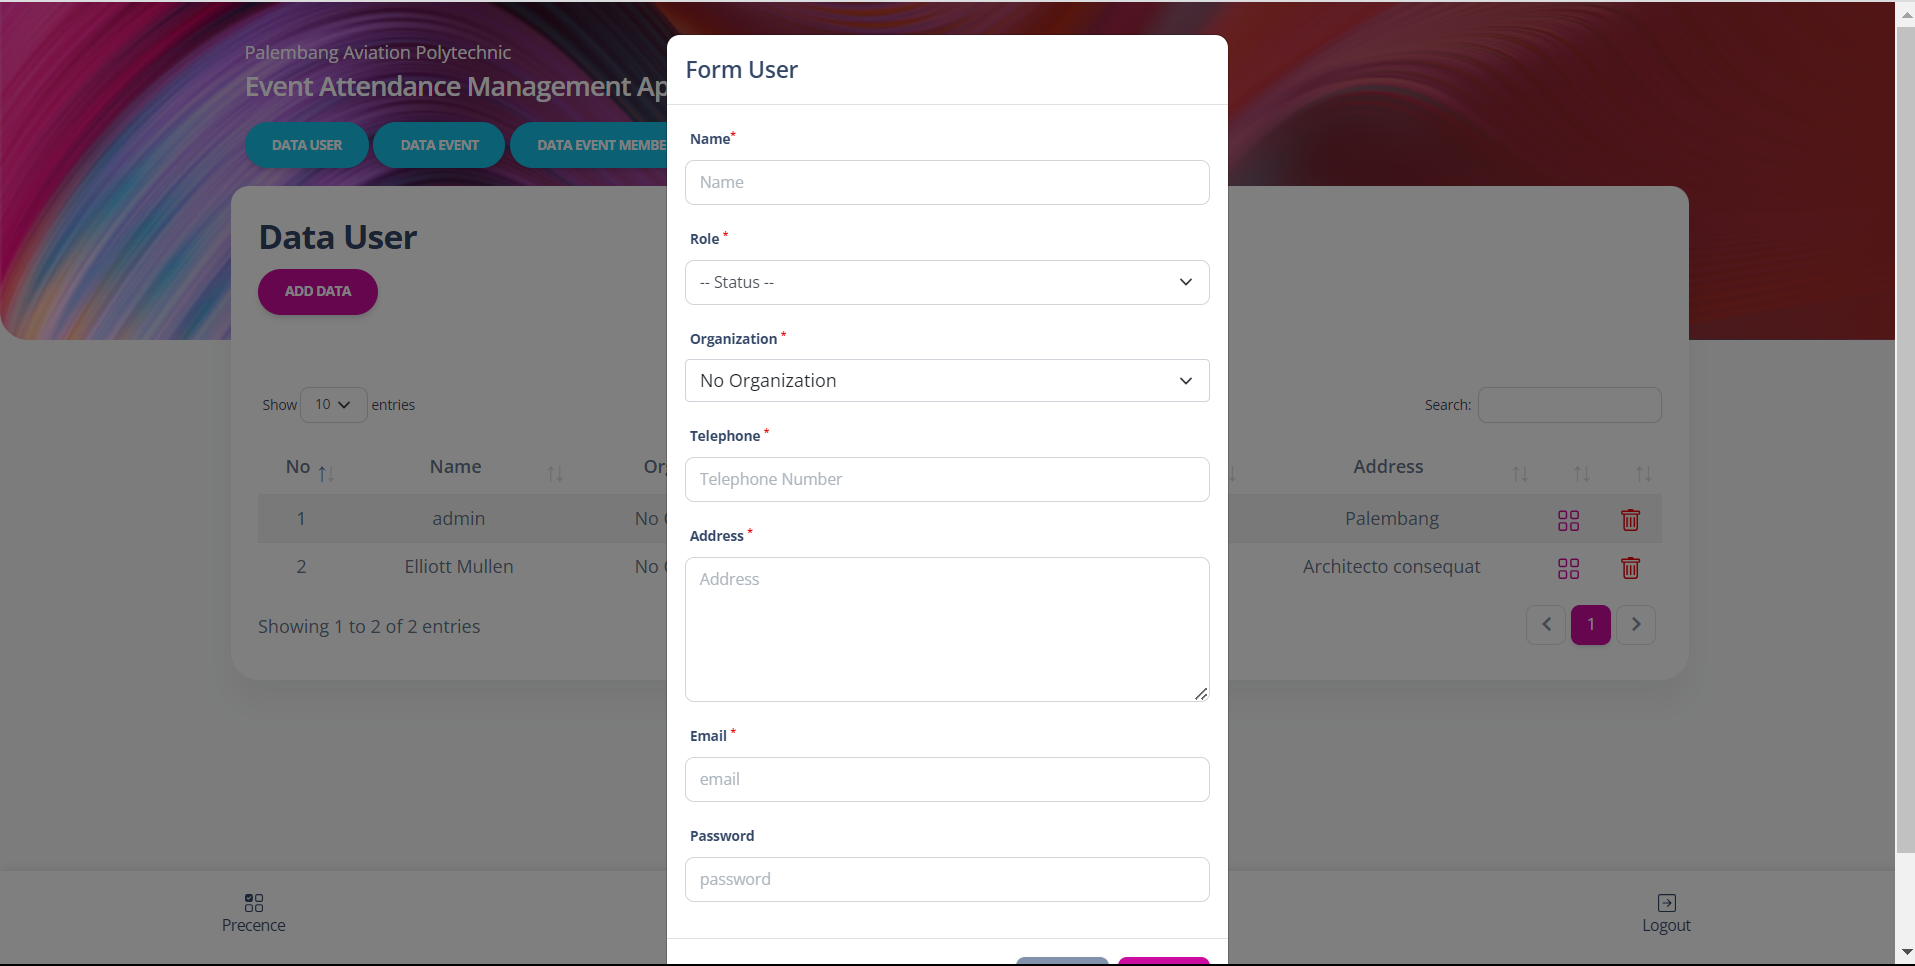 Palembang Aviation Polytechnic
Event Attendance Management Ap
DATA USER
DATA EVENT
DATA EVENT MEMBE
Data User
ADD DATA
Show 10 entries
Search:
No Name Or Address
1 admin No Palembang
2 Elliott Mullen No Architecto consequat
Showing 1 to 2 of 2 entries
1
Form User
Name*
Name
Role *
-- Status --
Organization *
No Organization
Telephone *
Telephone Number
Address *
Address
Email *
email
Password
password
Precence
Logout